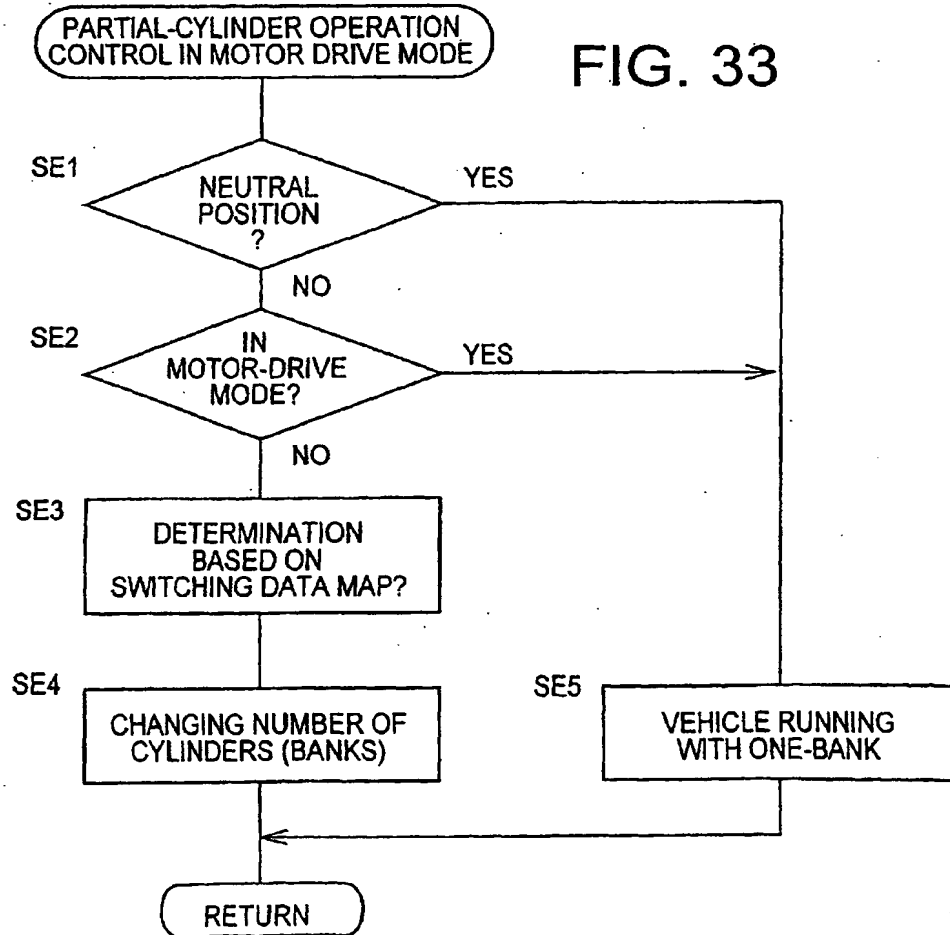 PARTIAL-CYLINDER OPERATION
CONTROL IN MOTOR DRIVE MODE
FIG. 33
SE1
NEUTRAL
POSITION
?
YES
NO
SE2
IN
MOTOR-DRIVE
MODE?
YES
NO
SE3
DETERMINATION
BASED ON
SWITCHING DATA MAP?
SE4
CHANGING NUMBER OF
CYLINDERS (BANKS)
SE5
VEHICLE RUNNING
WITH ONE-BANK
RETURN